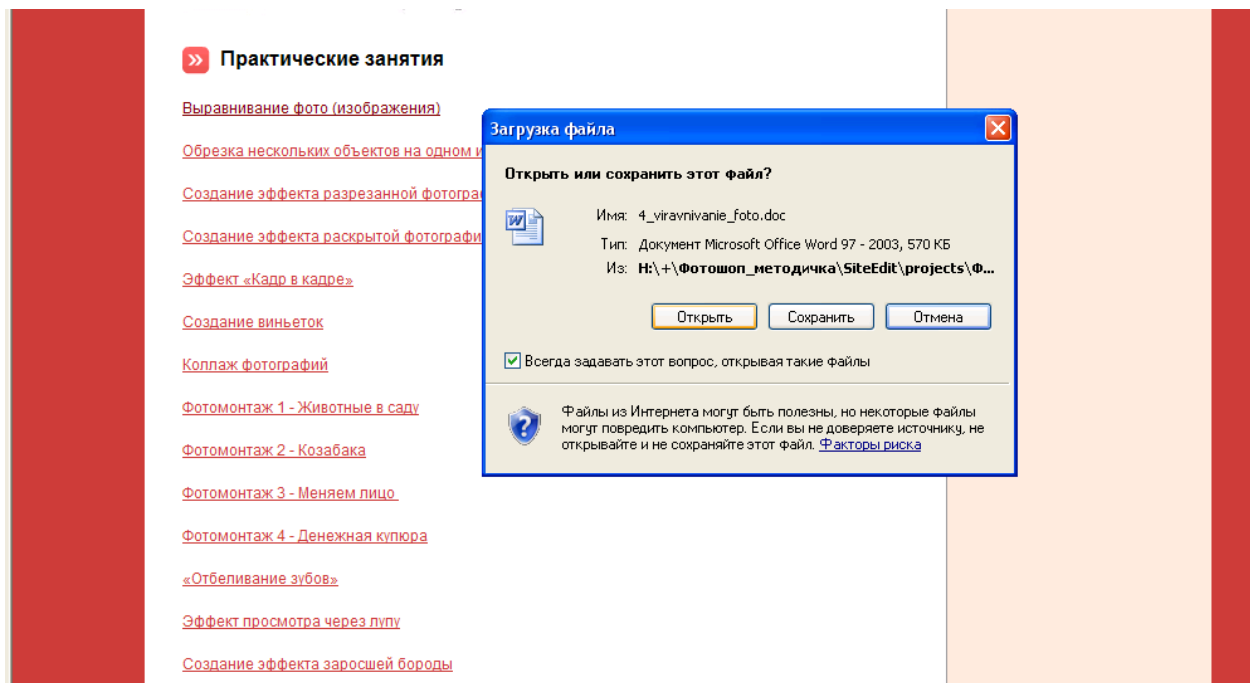 Практические занятия
Выравнивание фото (изображения)
Обрезка нескольких объектов на одном и
Создание эффекта разрезанной фотогра
Создание эффекта раскрытой фотографи
Эффект «Кадр в кадре»
Создание виньеток
Коллаж фотографий
Фотомонтаж 1 - Животные в саду
Фотомонтаж 2 - Козабака
Фотомонтаж 3 - Меняем лицо
Фотомонтаж 4 - Денежная купюра
«Отбеливание зубов»
Эффект просмотра через лупу
Создание эффекта заросшей бороды
Загрузка файла
Открыть или сохранить этот файл?
Имя: 4_viravnivanie_foto.doc
Тип: Документ Microsoft Office Word 97 - 2003, 570 КБ
Из: H:\+\Фотошоп_методичка\SiteEdit\projects\Ф...
Открыть Сохранить Отмена
Всегда задавать этот вопрос, открывая такие файлы
Файлы из Интернета могут быть полезны, но некоторые файлы
могут повредить компьютер. Если вы не доверяете источнику, не
открывайте и не сохраняйте этот файл. Факторы риска